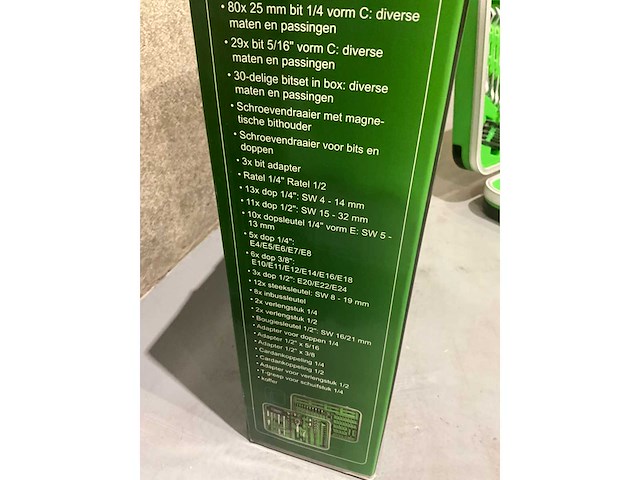 • 80x 25 mm bit 1/4 vorm C: diverse
maten en passingen
• 29x bit 5/16" vorm C: diverse
maten en passingen
• 30-delige bitset in box: diverse
maten en passingen
• Schroevendraaier met magne-
tische bithouder
• Schroevendraaier voor bits en
doppen
• 3x bit adapter
• Ratel 1/4" Ratel 1/2
• 13x dop 1/4": SW 4 - 14 mm
• 11x dop 1/2": SW 15 - 32 mm
• 10x dopsleutel 1/4" vorm E: SW 5 -
13 mm
• 5x dop 1/4":
E4/E5/E6/E7/E8
• 6x dop 3/8":
E10/E11/E12/E14/E16/E18
• 3x dop 1/2": E20/E22/E24
• 12x steeksleutel: SW 8 - 19 mm
• 8x inbussleutel
• 2x verlengstuk 1/4
• 2x verlengstuk 1/2
• Bougiesleutel 1/2": SW 16/21 mm
• Adapter voor doppen 1/4
• Adapter 1/2" x 5/16
• Adapter 1/2" x 3/8
• Cardankoppeling 1/4
• Cardankoppeling 1/2
• Adapter voor verlengstuk 1/2
• T-greep voor schuifstuk 1/4
• koffer